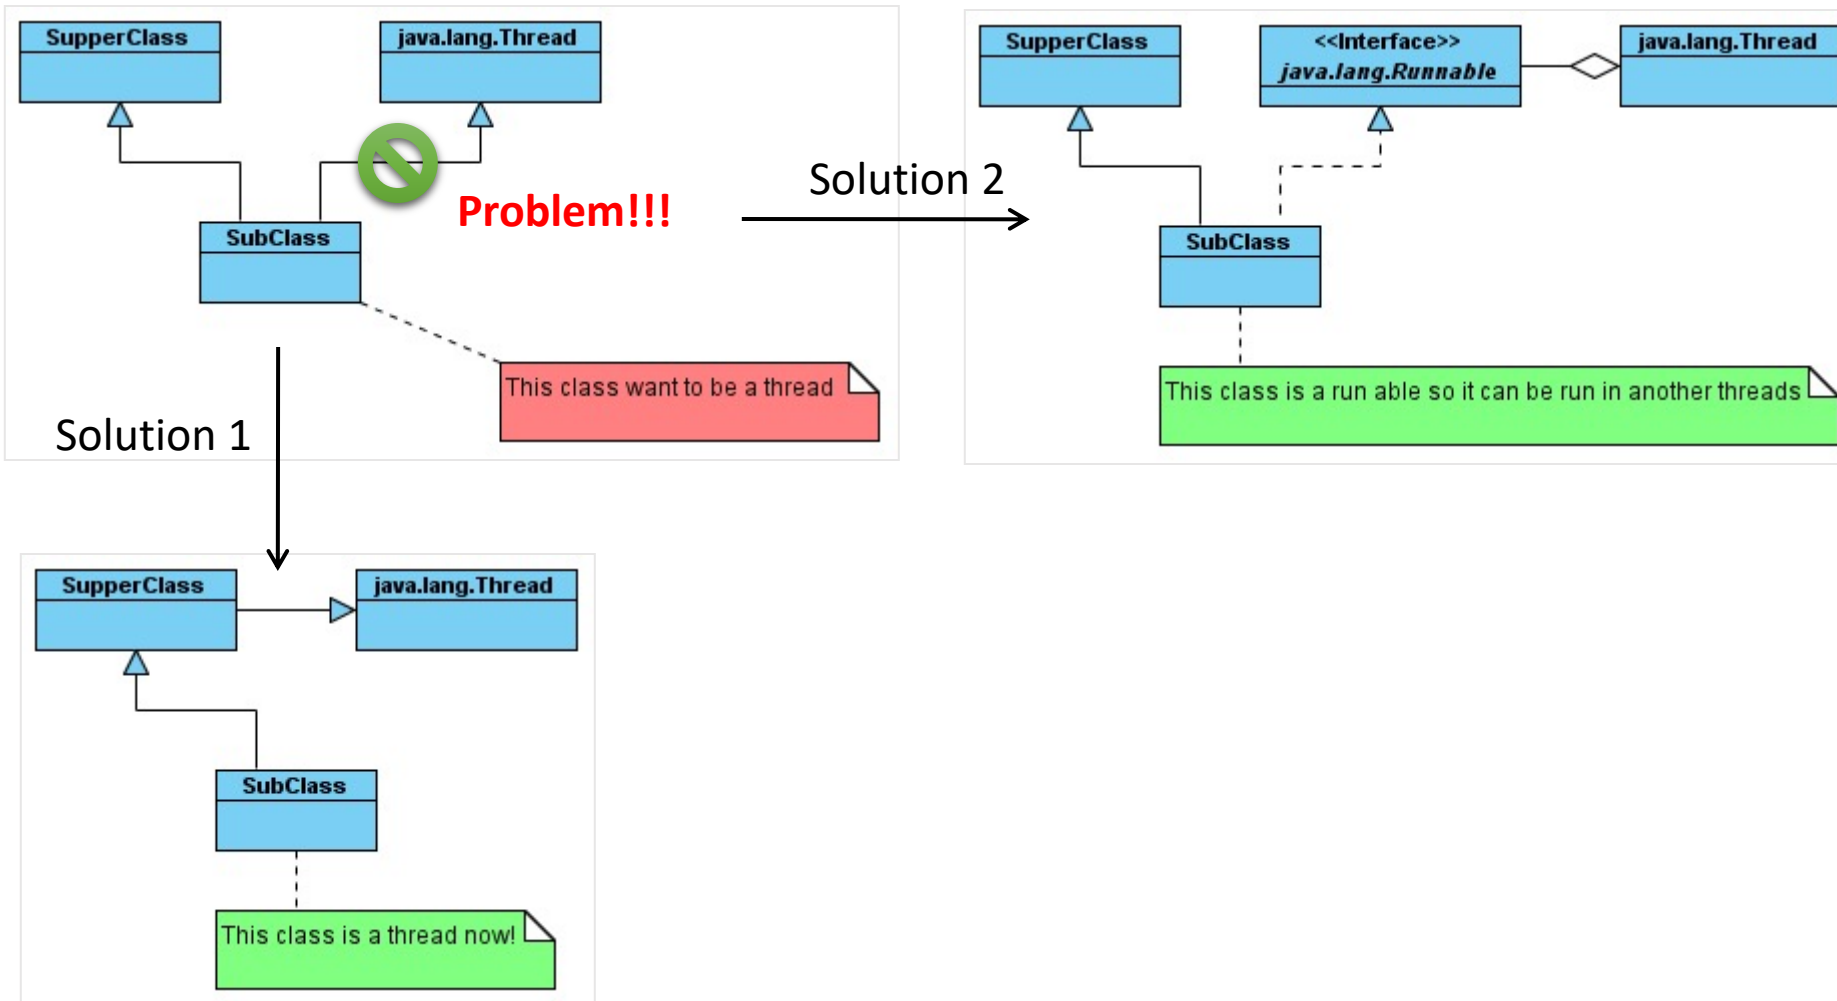 SupperClass
java.lang.Thread
Problem!!!
SubClass
This class want to be a thread
Solution 2
SupperClass
<<Interface>>
java.lang.Runnable
java.lang.Thread
SubClass
This class is a run able so it can be run in another threads
Solution 1
SupperClass
java.lang.Thread
SubClass
This class is a thread now!